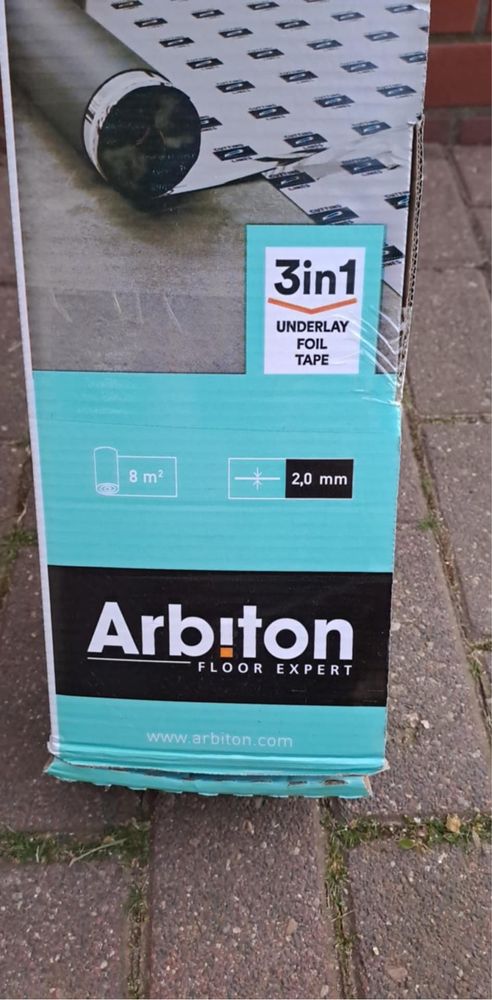 3in1
UNDERLAY
FOIL
TAPE
8 m²
2,0 mm
Arbiton
FLOOR EXPERT
www.arbiton.com